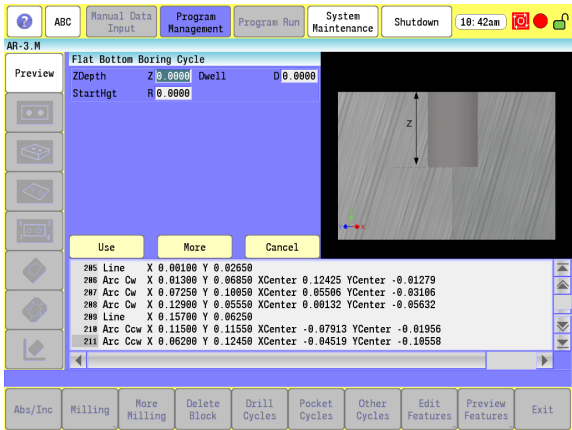 ? ABC Manual Data Input Program Management Program Run System Maintenance Shutdown 10:42am
AR-3.M
Preview
Flat Bottom Boring Cycle
ZDepth Z 0.0000 Dwell D 0.0000
StartHgt R 0.0000
Z
Y X
Use More Cancel
205 Line X 0.00100 Y 0.02650
206 Arc Cw X 0.01300 Y 0.06850 XCenter 0.12425 YCenter -0.01279
207 Arc Cw X 0.07250 Y 0.10050 XCenter 0.05506 YCenter -0.03106
208 Arc Cw X 0.12900 Y 0.05550 XCenter 0.00132 YCenter -0.05632
209 Line X 0.15700 Y 0.06250
210 Arc Ccw X 0.11500 Y 0.11550 XCenter -0.07913 YCenter -0.01956
211 Arc Ccw X 0.06200 Y 0.12450 XCenter -0.04519 YCenter -0.10558
Abs/Inc Milling More Milling Delete Block Drill Cycles Pocket Cycles Other Cycles Edit Features Preview Features Exit